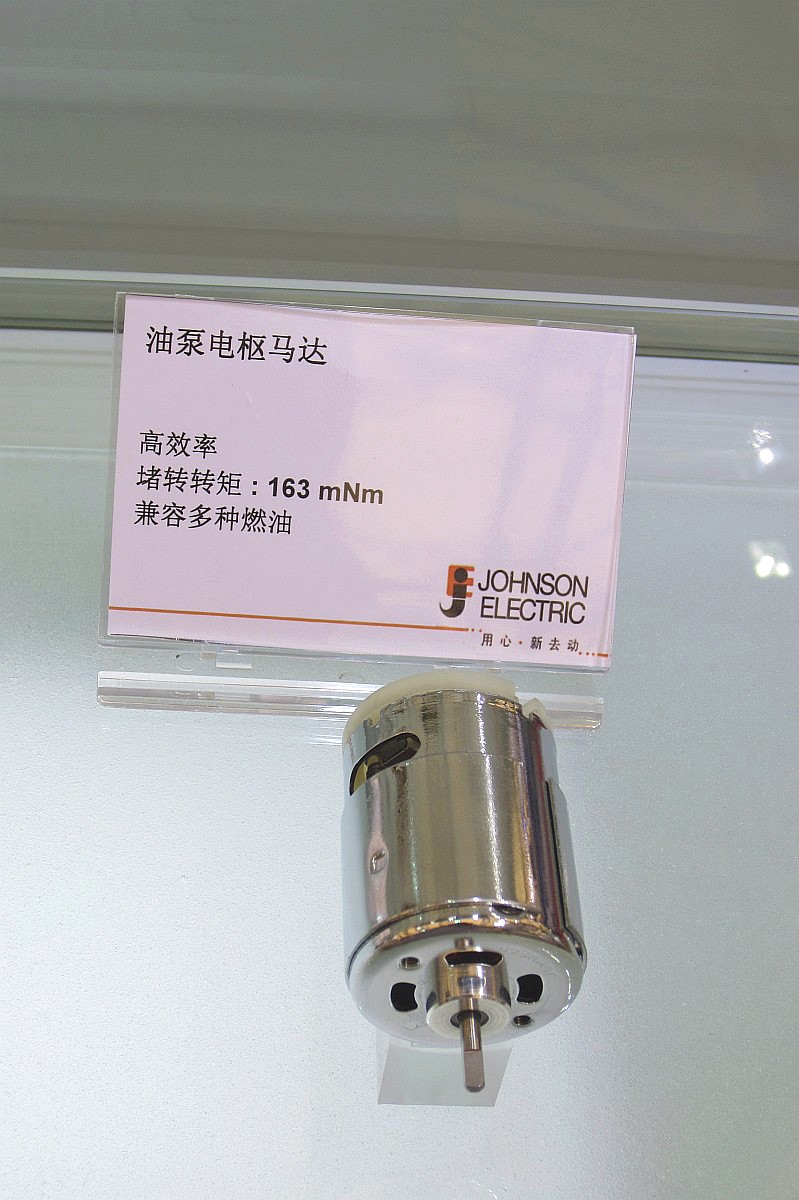 油泵电枢马达
高效率
堵转转矩 : 163 mNm
兼容多种燃油
JOHNSON
ELECTRIC
用心·新去动